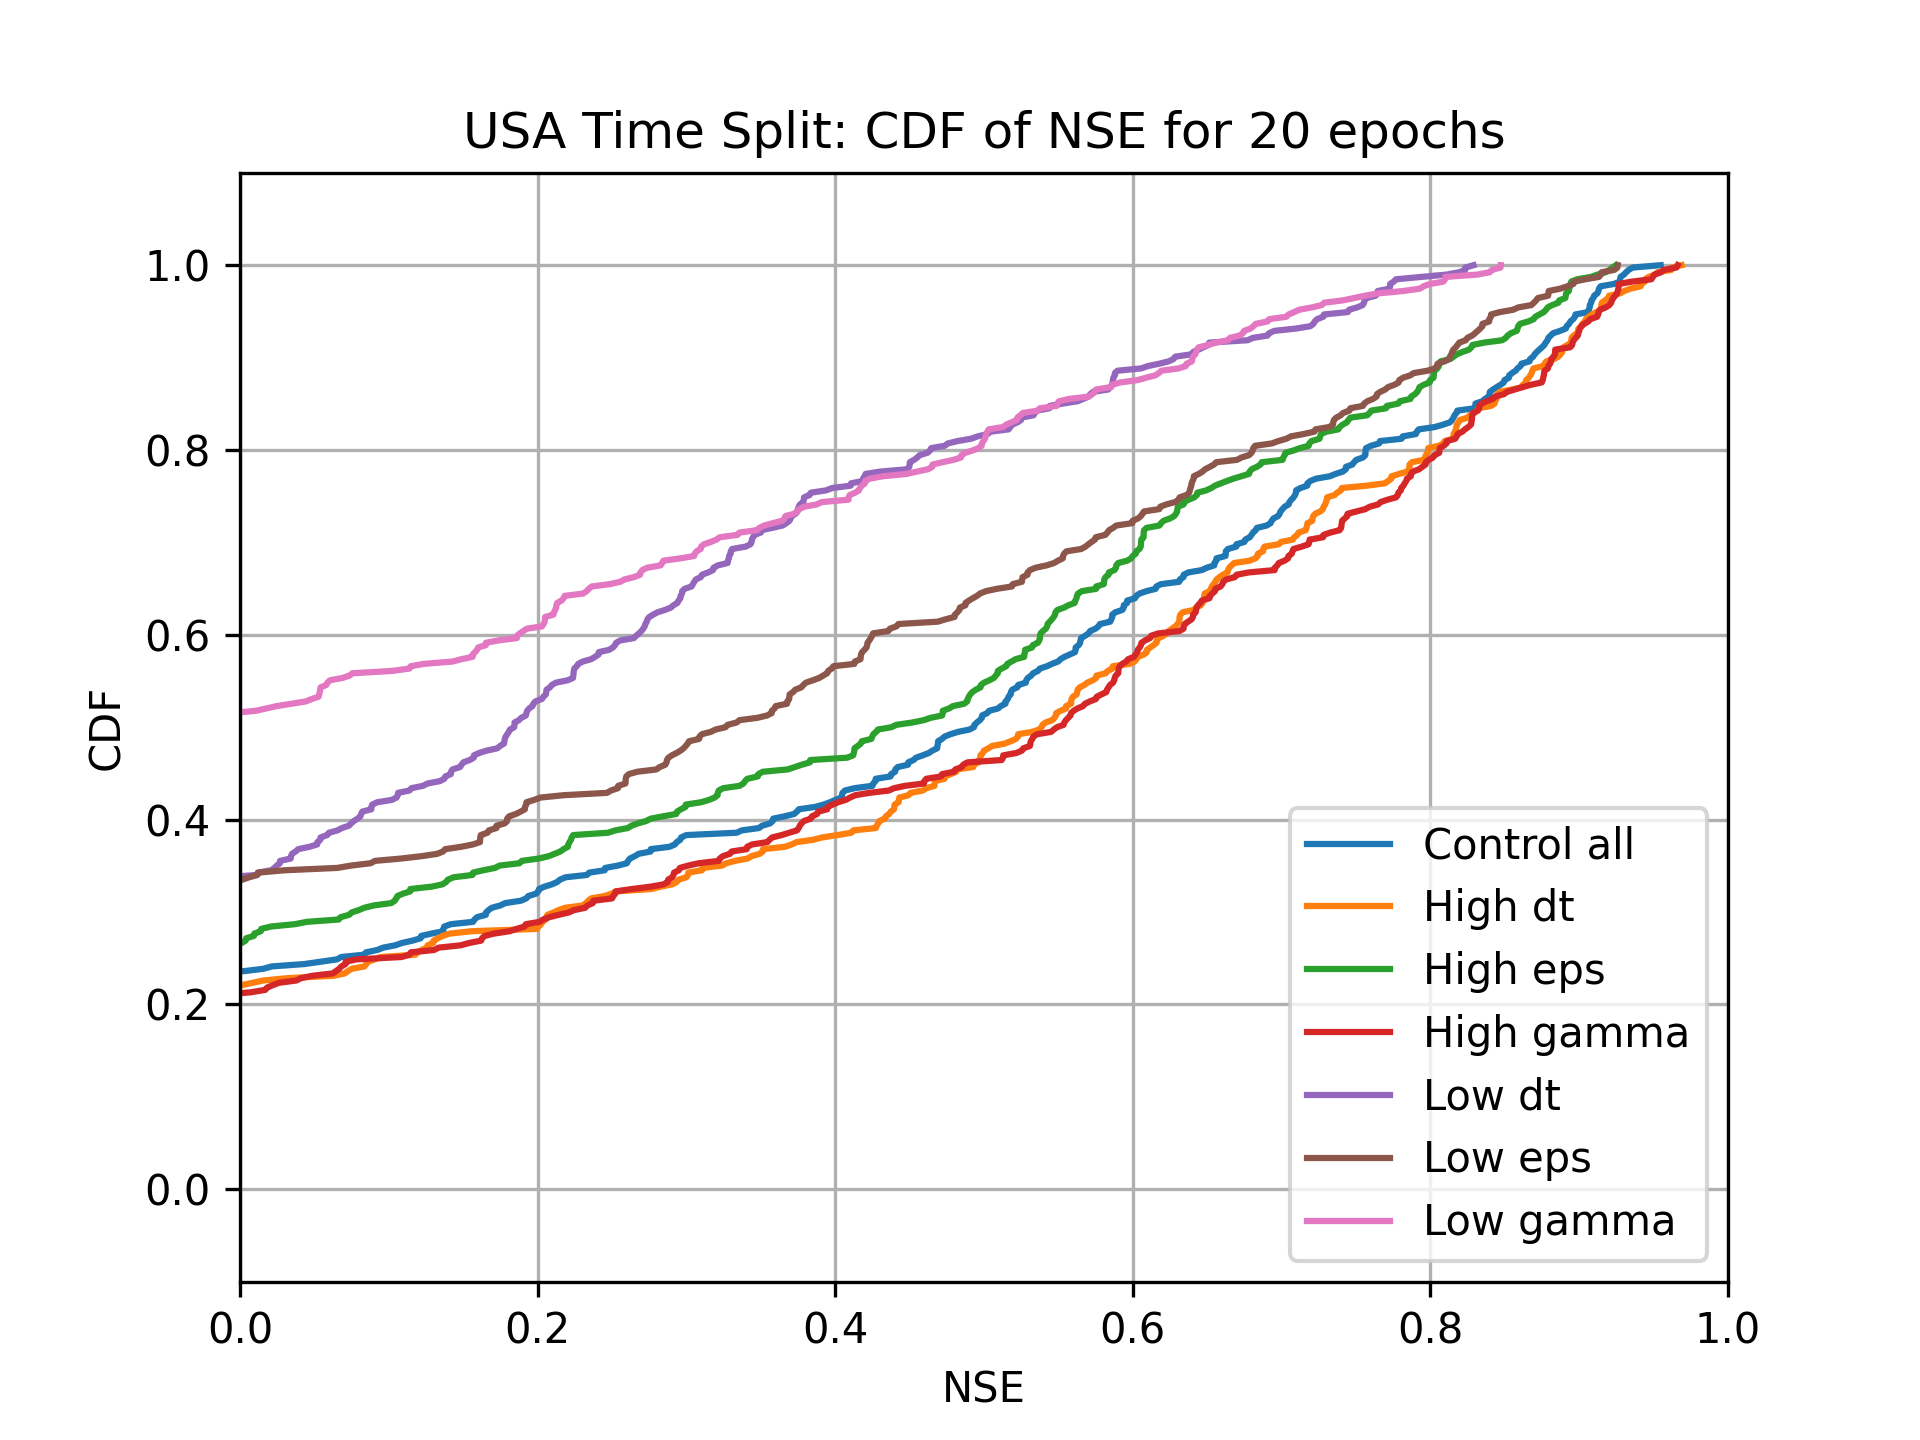 USA Time Split: CDF of NSE for 20 epochs
1.0
0.8
0.6
0.4
0.2
0.0
CDF
Control all
High dt
High eps
High gamma
Low dt
Low eps
Low gamma
0.0 0.2 0.4 0.6 0.8 1.0
NSE